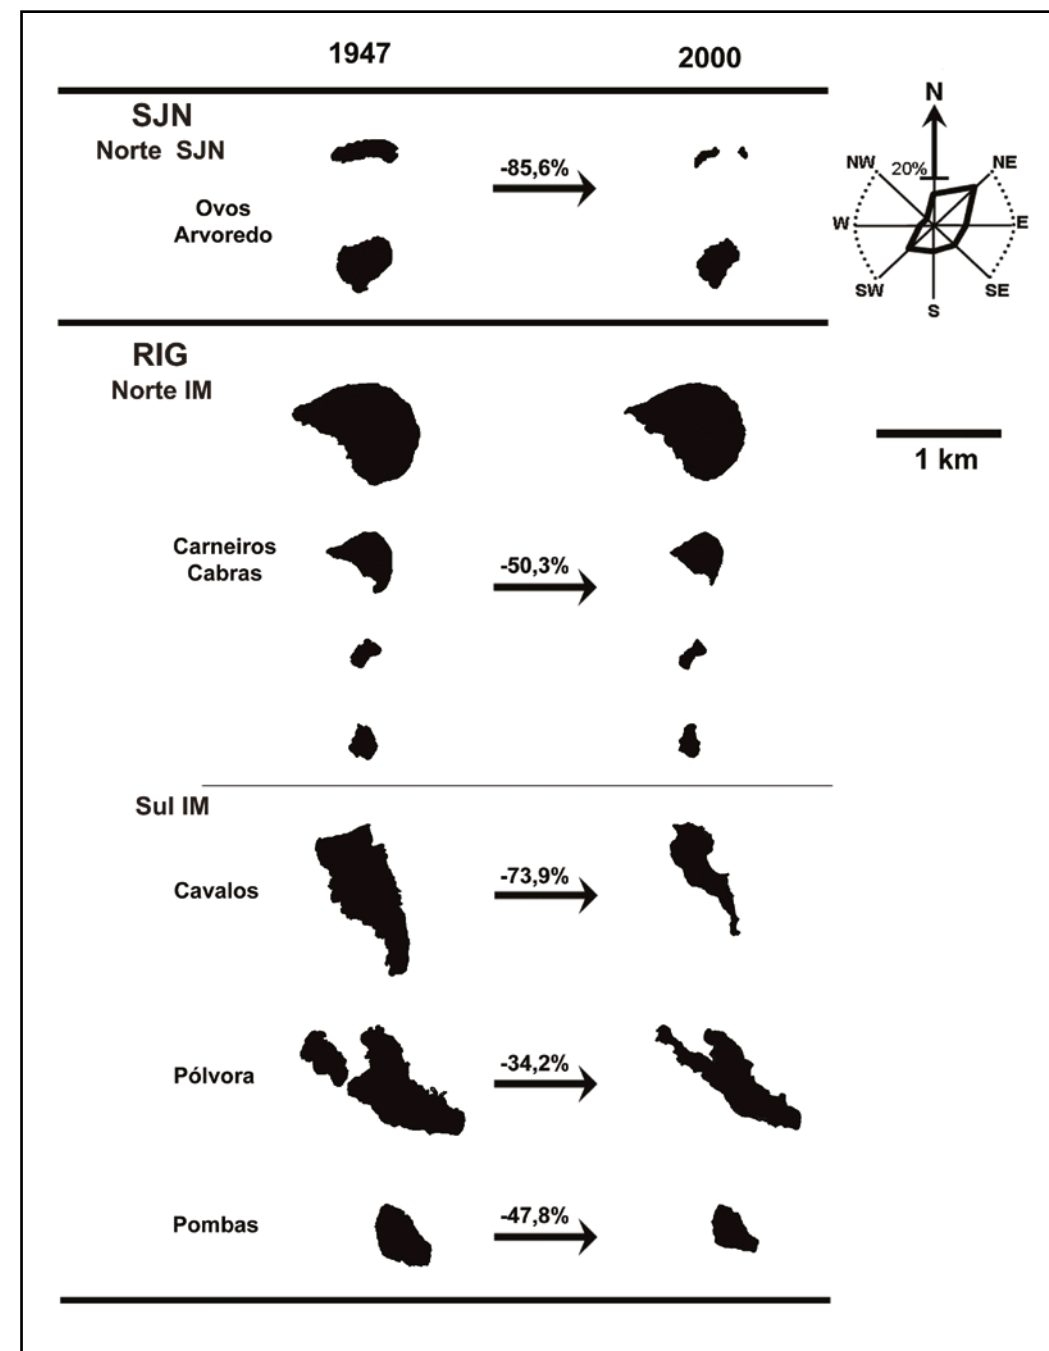 1947
2000
SJN
Norte SJN
Ovos
Arvoredo
-85,6%
N
NW
20%
NE
W
E
SW
SE
S
RIG
Norte IM
1 km
Carneiros
Cabras
-50,3%
Sul IM
Cavalos
-73,9%
Pólvora
-34,2%
Pombas
-47,8%